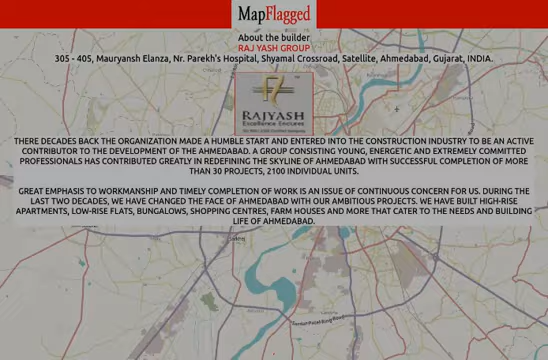 MapFlagged
About the builder
RAJ YASH GROUP
305 - 405, Mauryansh Elanza, Nr. Parekh's Hospital, Shyamal Crossroad, Satellite, Ahmedabad, Gujarat, INDIA.
RAJYASH
Excellence Ensured
THERE DECADES BACK THE ORGANIZATION MADE A HUMBLE START AND ENTERED INTO THE CONSTRUCTION INDUSTRY TO BE AN ACTIVE
CONTRIBUTOR TO THE DEVELOPMENT OF THE AHMEDABAD. A GROUP CONSISTING YOUNG, ENERGETIC AND EXTREMELY COMMITTED
PROFESSIONALS HAS CONTRIBUTED GREATLY IN REDEFINING THE SKYLINE OF AHMEDABAD WITH SUCCESSFUL COMPLETION OF MORE
THAN 30 PROJECTS, 2100 INDIVIDUAL UNITS.
GREAT EMPHASIS TO WORKMANSHIP AND TIMELY COMPLETION OF WORK IS AN ISSUE OF CONTINUOUS CONCERN FOR US. DURING THE
LAST TWO DECADES, WE HAVE CHANGED THE FACE OF AHMEDABAD WITH OUR AMBITIOUS PROJECTS. WE HAVE BUILT HIGH-RISE
APARTMENTS, LOW-RISE FLATS, BUNGALOWS, SHOPPING CENTRES, FARM HOUSES AND MORE THAT CATER TO THE NEEDS AND BUILDING
LIFE OF AHMEDABAD.